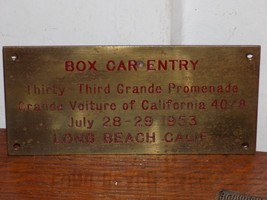 BOX CAR ENTRY
Thirty-Third Grande Promenade
Grande Voiture of California 40/8
July 28-29 1953
LONG BEACH CALIF.